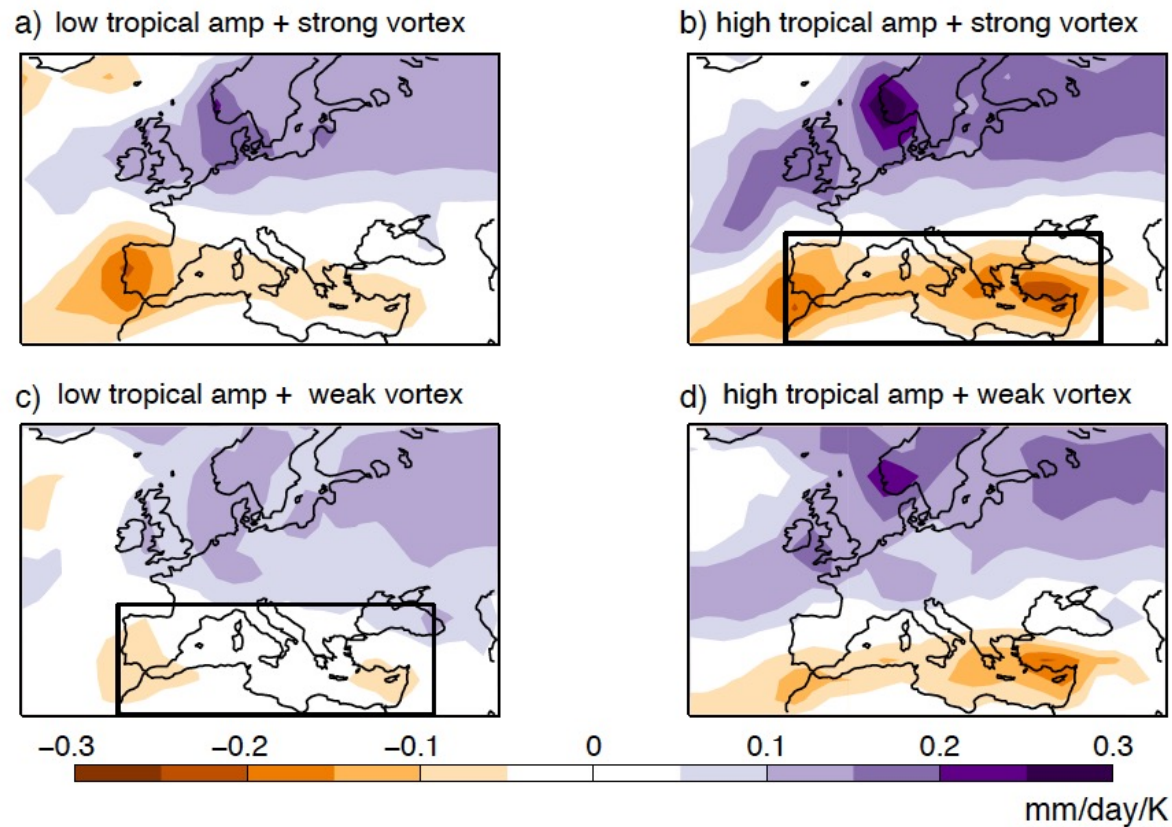 a) low tropical amp + strong vortex
b) high tropical amp + strong vortex
c) low tropical amp + weak vortex
d) high tropical amp + weak vortex
−0.3 −0.2 −0.1 0 0.1 0.2 0.3
mm/day/K